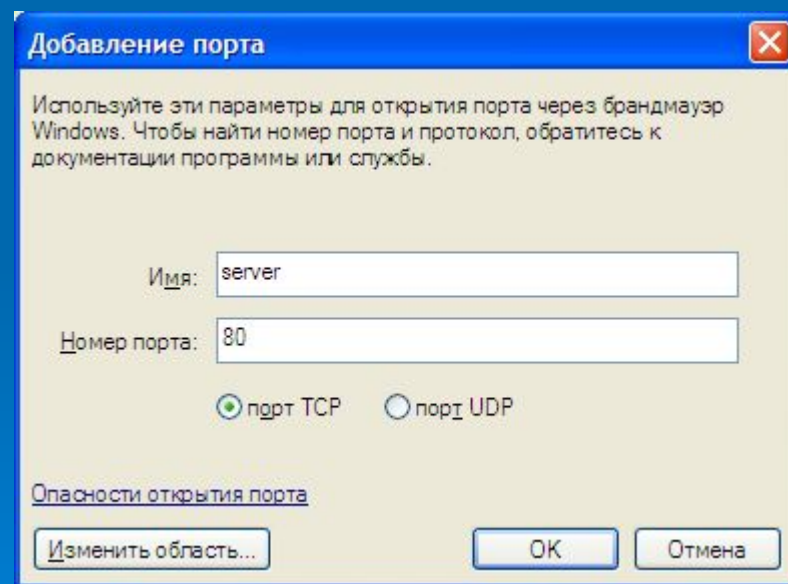 Добавление порта
Используйте эти параметры для открытия порта через брандмауэр
Windows. Чтобы найти номер порта и протокол, обратитесь к
документации программы или службы.
Имя: server
Номер порта: 80
порт TCP порт UDP
Опасности открытия порта
Изменить область... OK Отмена